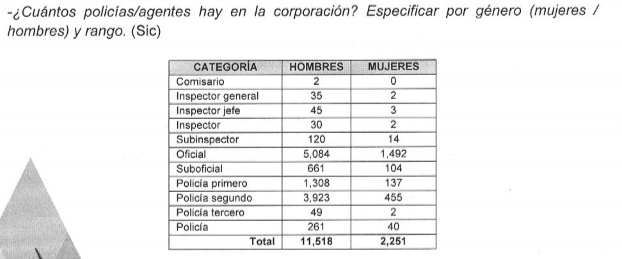 -¿Cuántos policías/agentes hay en la corporación? Especificar por género (mujeres /
hombres) y rango. (Sic)
CATEGORÍA HOMBRES MUJERES
Comisario 2 0
Inspector general 35 2
Inspector jefe 45 3
Inspector 30 2
Subinspector 120 14
Oficial 5,084 1,492
Suboficial 661 104
Policía primero 1,308 137
Policía segundo 3,923 455
Policía tercero 49 2
Policía 261 40
Total 11,518 2,251